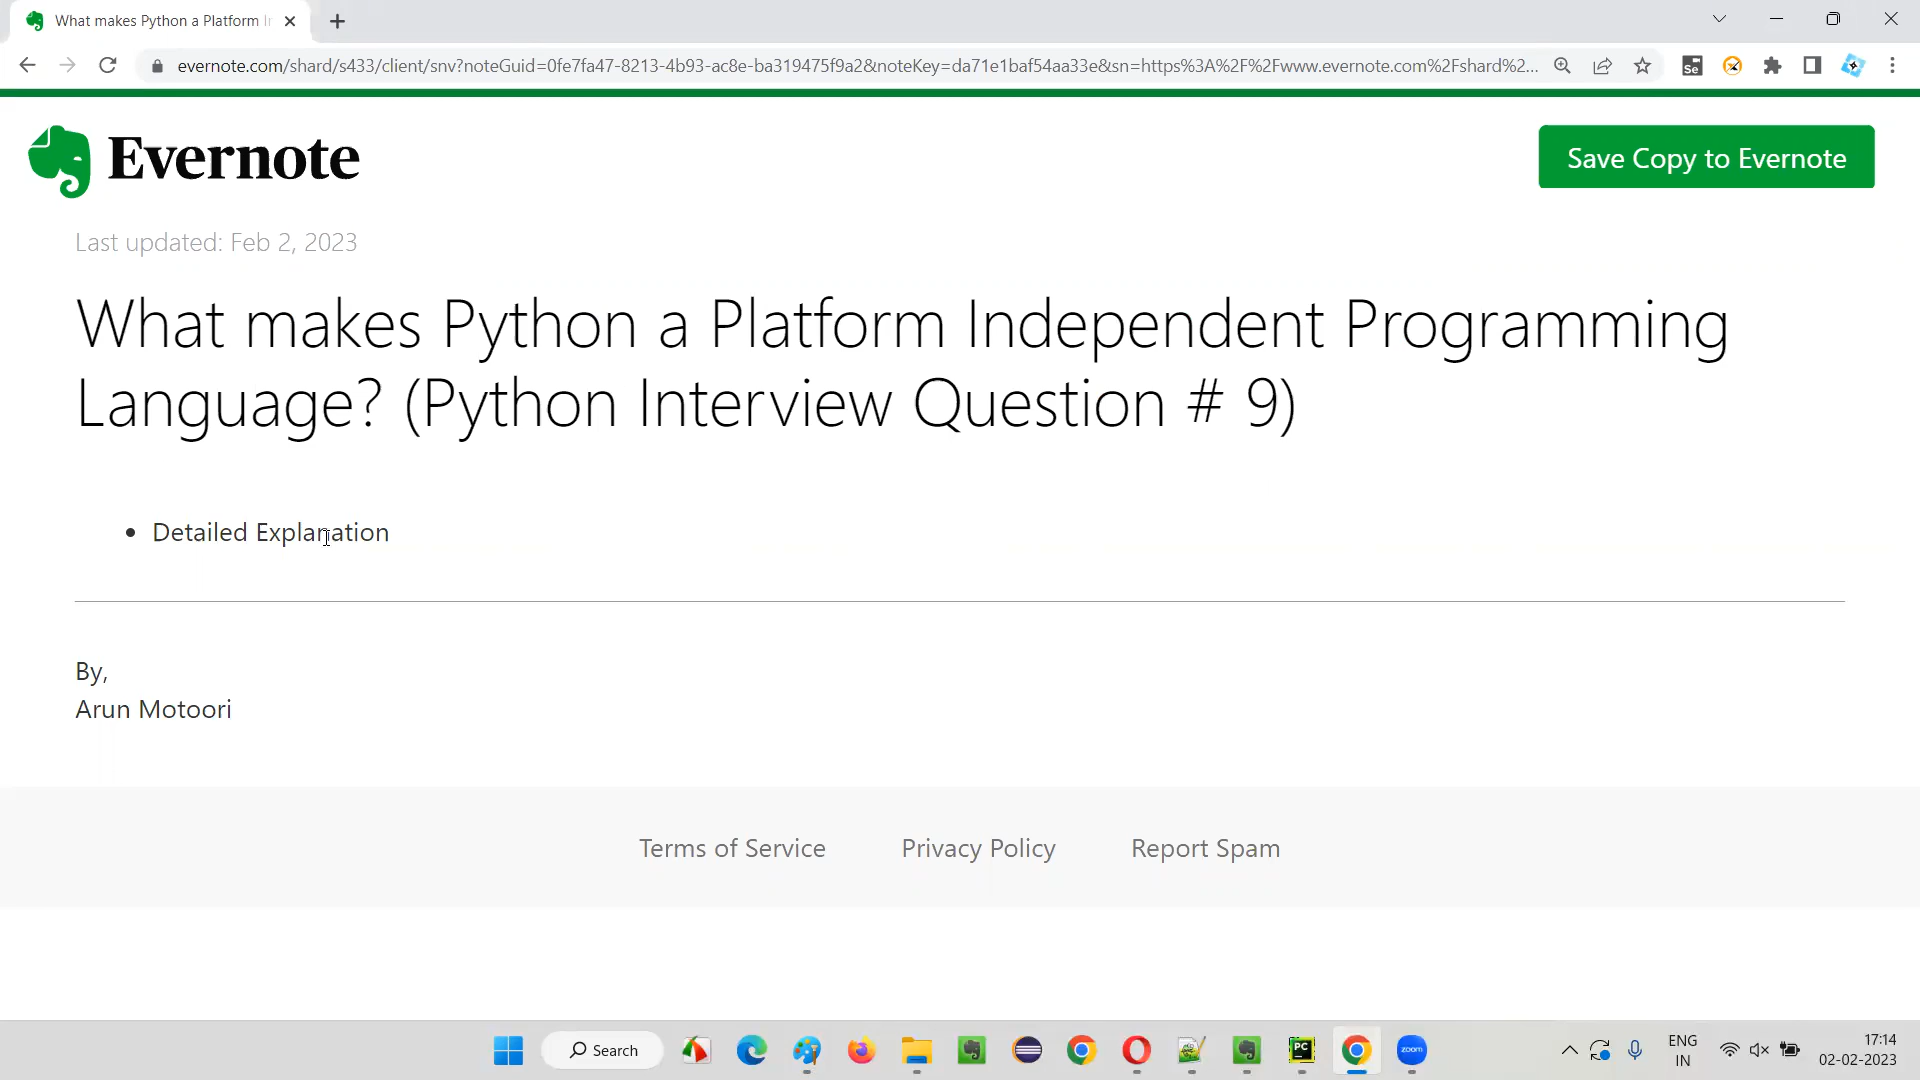 What makes Python a Platform I
evernote.com/shard/s433/client/snv?noteGuid=0fe7fa47-8213-4b93-ac8e-ba319475f9a2&noteKey=da71e1baf54aa33e&sn=https%3A%2F%2Fwww.evernote.com%2Fshard%2...
Se
Evernote
Save Copy to Evernote
Last updated: Feb 2, 2023
What makes Python a Platform Independent Programming
Language? (Python Interview Question # 9)
Detailed Explanation
By,
Arun Motoori
Terms of Service Privacy Policy Report Spam
Search
PC
zoom
ENG
IN
17:14
02-02-2023